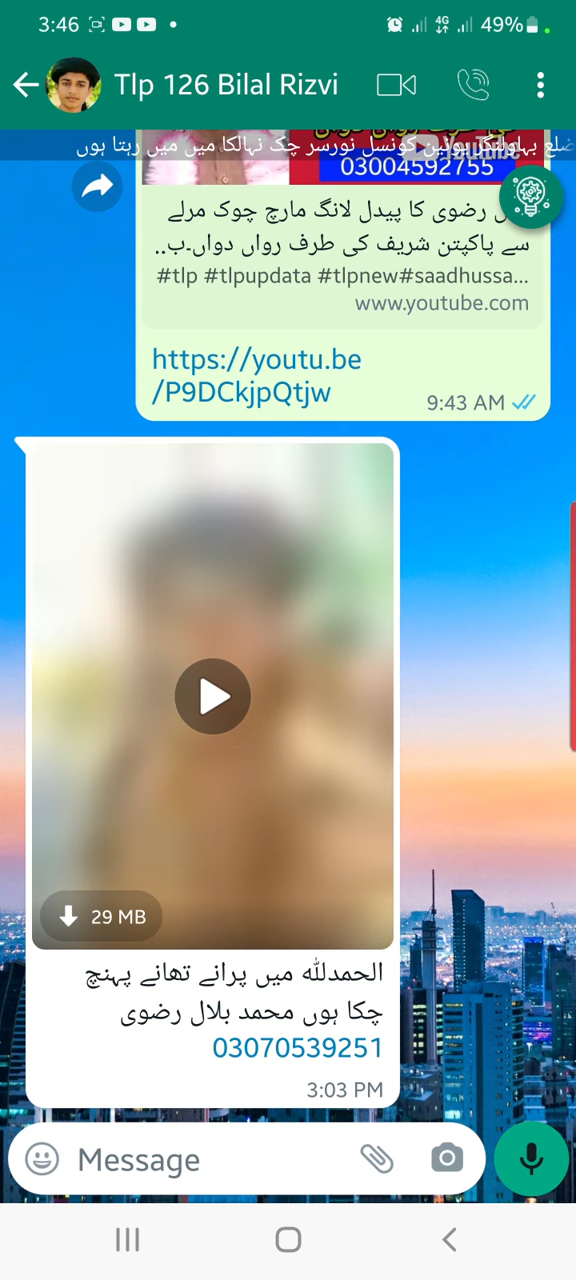 3:46
4G
49%
Tlp 126 Bilal Rizvi
ضلع بہاولنگر یونین کونسل نورسر چک نہالکا میں میں رہتا ہوں
YouTube
03004592755
رضوی کا پیدل لانگ مارچ چوک مرلے
سے پاکپتن شریف کی طرف رواں دواں۔ب..
#tlp #tlpupdata #tlpnew#saadhussa...
www.youtube.com
https://youtu.be
/P9DCkjpQtjw
9:43 AM
29 MB
الحمدللّٰہ میں پرانے تھانے پہنچ
چکا ہوں محمد بلال رضوی
03070539251
3:03 PM
Message